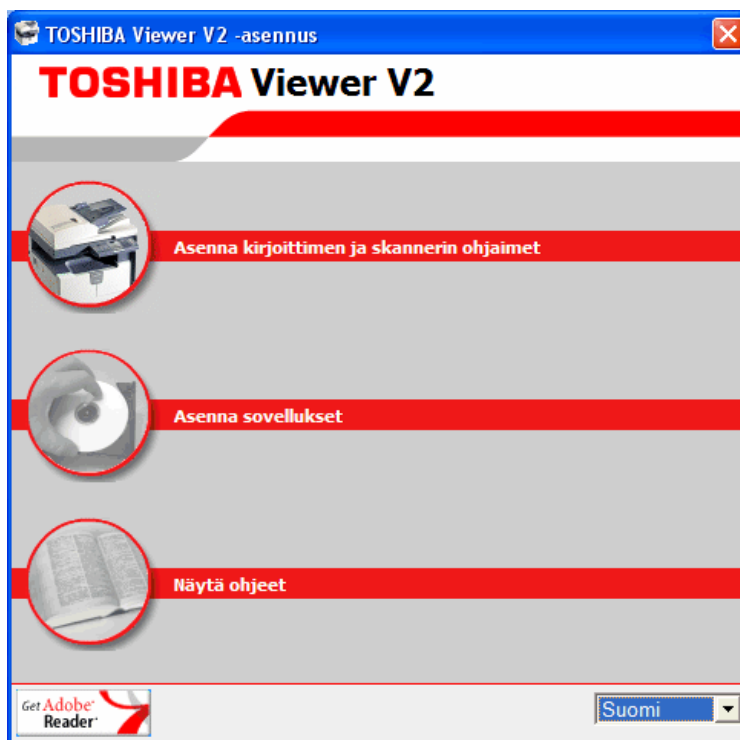 TOSHIBA Viewer V2 -asennus
TOSHIBA Viewer V2
Asenna kirjoittimen ja skannerin ohjaimet
Asenna sovellukset
Näytä ohjeet
Get Adobe
Reader
Suomi